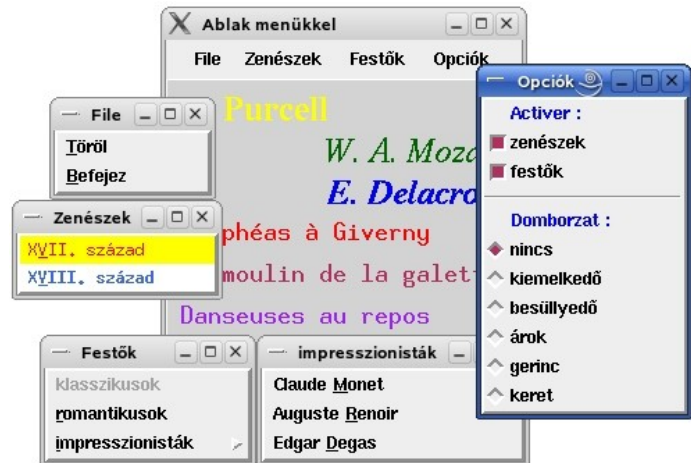 Ablak menükkel
File Zenészek Festők Opciók
Purcell
W. A. Moza
E. Delacro
phéas à Giverny
moulin de la galett
Danseuses au repos
File
Töröl
Befejez
Zenészek
XVII. század
XVIII. század
Festők
klasszikusok
romantikusok
impresszionisták
impresszionisták
Claude Monet
Auguste Renoir
Edgar Degas
Opciók
Activer :
zenészek
festők
Domborzat :
nincs
kiemelkedő
besüllyedő
árok
gerinc
keret